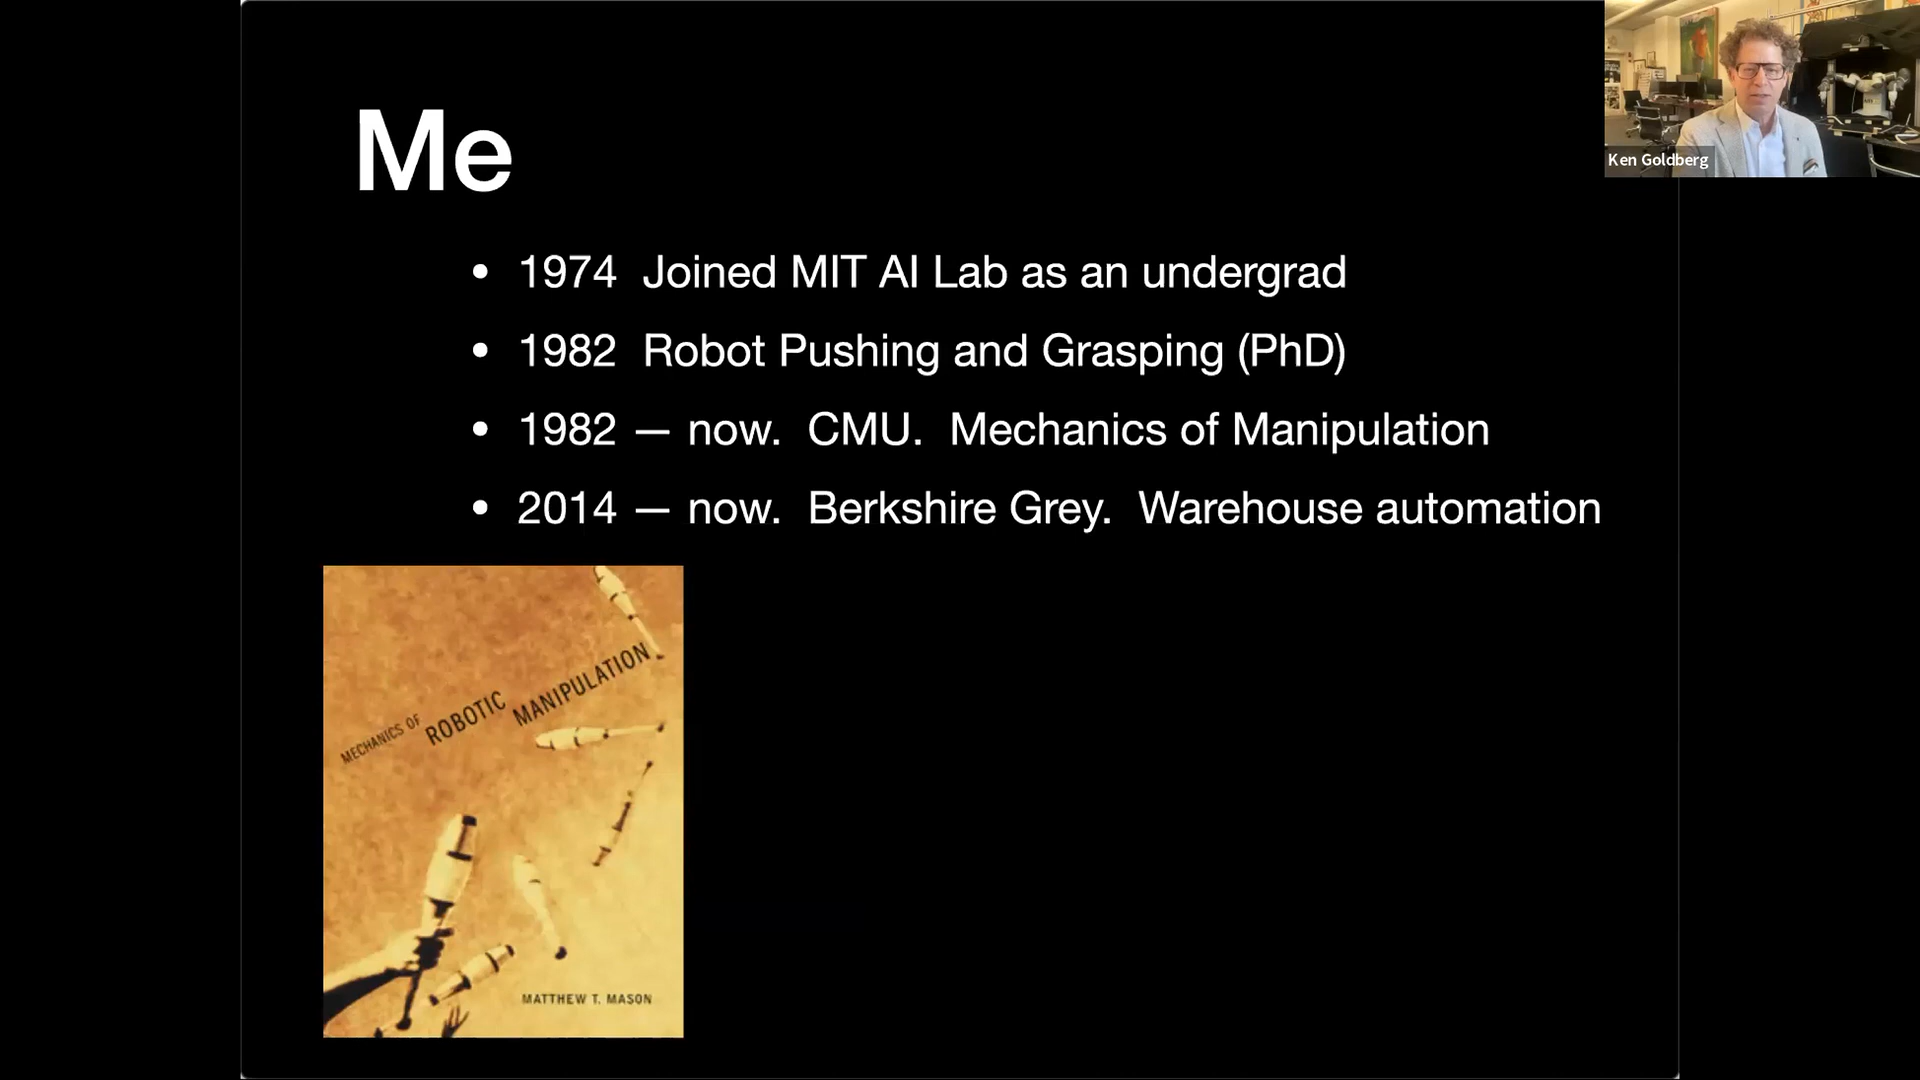 Me
Ken Goldberg
• 1974 Joined MIT AI Lab as an undergrad
• 1982 Robot Pushing and Grasping (PhD)
• 1982 — now. CMU. Mechanics of Manipulation
• 2014 — now. Berkshire Grey. Warehouse automation
MECHANICS OF ROBOTIC MANIPULATION
MATTHEW T. MASON